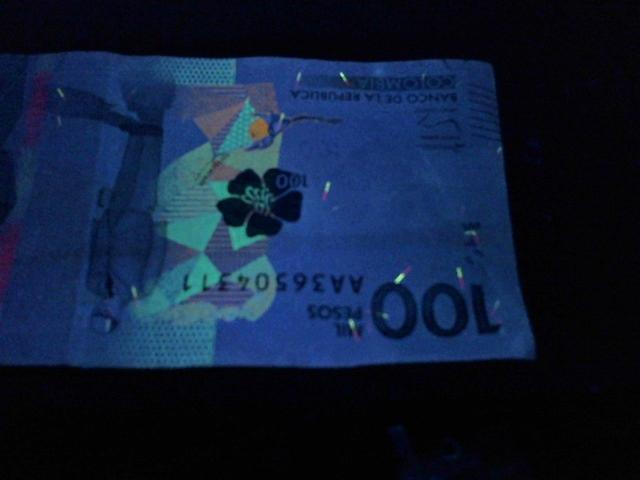 100 MIL
PESOS
AA36504311
100
BANCO DE LA REPUBLICA
COLOMBIA